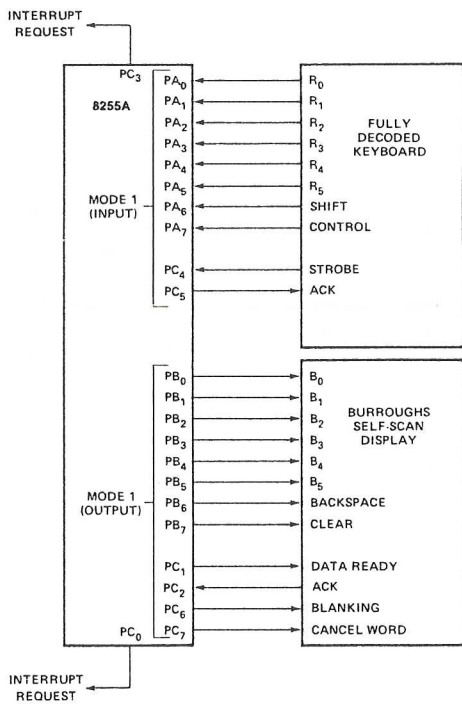 INTERRUPT
REQUEST
PC3
8255A
MODE 1
(INPUT)
PA0
PA1
PA2
PA3
PA4
PA5
PA6
PA7
PC4
PC5
R0
R1
R2
R3
R4
R5
SHIFT
CONTROL
STROBE
ACK
FULLY
DECODED
KEYBOARD
MODE 1
(OUTPUT)
PB0
PB1
PB2
PB3
PB4
PB5
PB6
PB7
PC1
PC2
PC6
PC7
B0
B1
B2
B3
B4
B5
BACKSPACE
CLEAR
DATA READY
ACK
BLANKING
CANCEL WORD
BURROUGHS
SELF-SCAN
DISPLAY
PC0
INTERRUPT
REQUEST